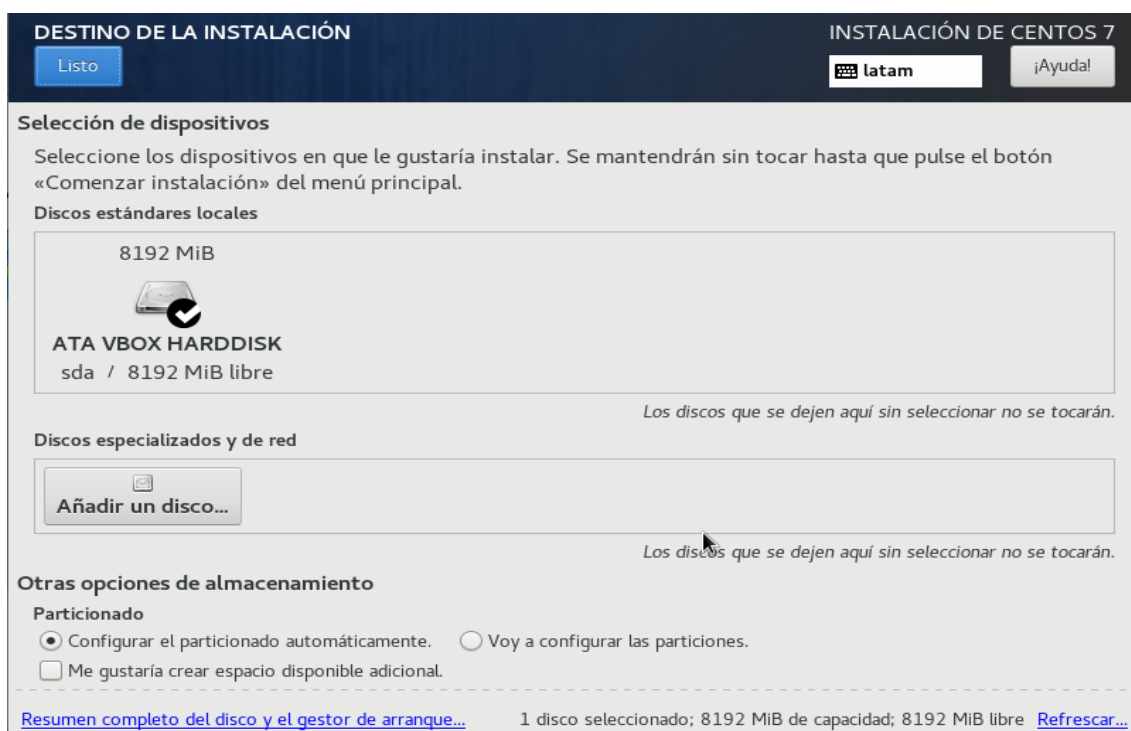 DESTINO DE LA INSTALACIÓN
INSTALACIÓN DE CENTOS 7
Listo
latam
¡Ayuda!
Selección de dispositivos
Seleccione los dispositivos en que le gustaría instalar. Se mantendrán sin tocar hasta que pulse el botón
«Comenzar instalación» del menú principal.
Discos estándares locales
8192 MiB
ATA VBOX HARDDISK
sda / 8192 MiB libre
Los discos que se dejen aquí sin seleccionar no se tocarán.
Discos especializados y de red
Añadir un disco...
Los discos que se dejen aquí sin seleccionar no se tocarán.
Otras opciones de almacenamiento
Particionado
Configurar el particionado automáticamente.
Voy a configurar las particiones.
Me gustaría crear espacio disponible adicional.
Resumen completo del disco y el gestor de arranque...
1 disco seleccionado; 8192 MiB de capacidad; 8192 MiB libre
Refrescar...